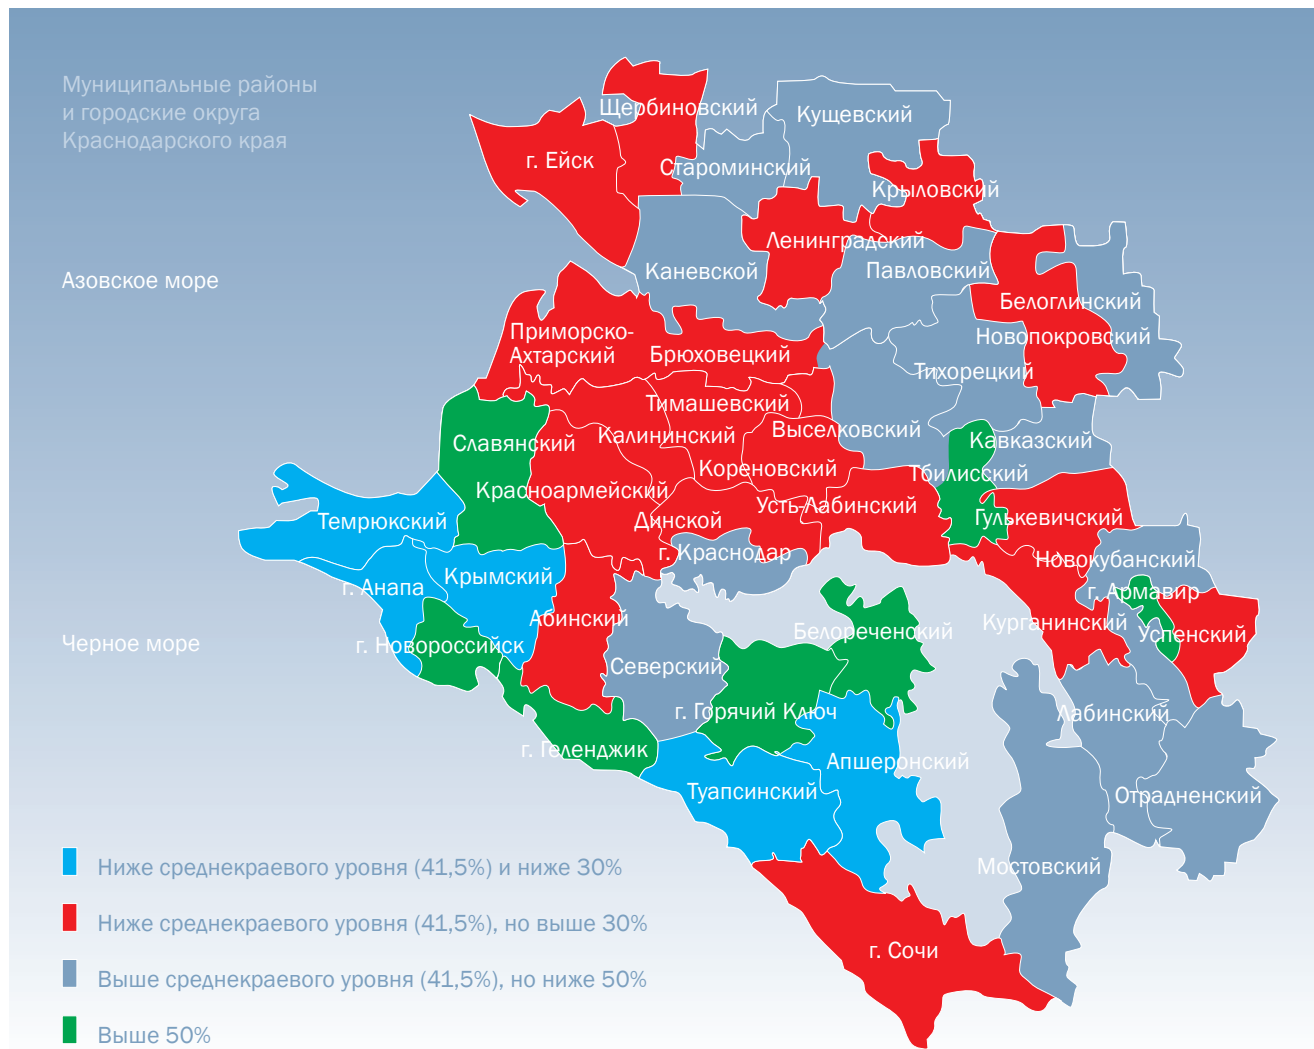 Муниципальные районы
и городские округа
Краснодарского края
Щербиновский
Кущевский
г. Ейск
Староминский
Крыловский
Ленинградский
Каневской
Павловский
Азовское море
Белоглинский
Приморско-
Ахтарский
Новопокровский
Брюховецкий
Тихорецкий
Тимашевский
Выселковский
Калининский
Славянский
Кавказский
Кореновский
Тбилисский
Красноармейский
Усть-Лабинский
Динской
Гулькевичский
Темрюкский
г. Краснодар
Новокубанский
Крымский
г. Анапа
г. Армавир
Абинский
Курганинский
Белореченский
Успенский
Черное море
г. Новороссийск
Северский
г. Горячий Ключ
Лабинский
г. Геленджик
Апшеронский
Туапсинский
Отрадненский
Мостовский
г. Сочи
Ниже среднекраевого уровня (41,5%) и ниже 30%
Ниже среднекраевого уровня (41,5%), но выше 30%
Выше среднекраевого уровня (41,5%), но ниже 50%
Выше 50%